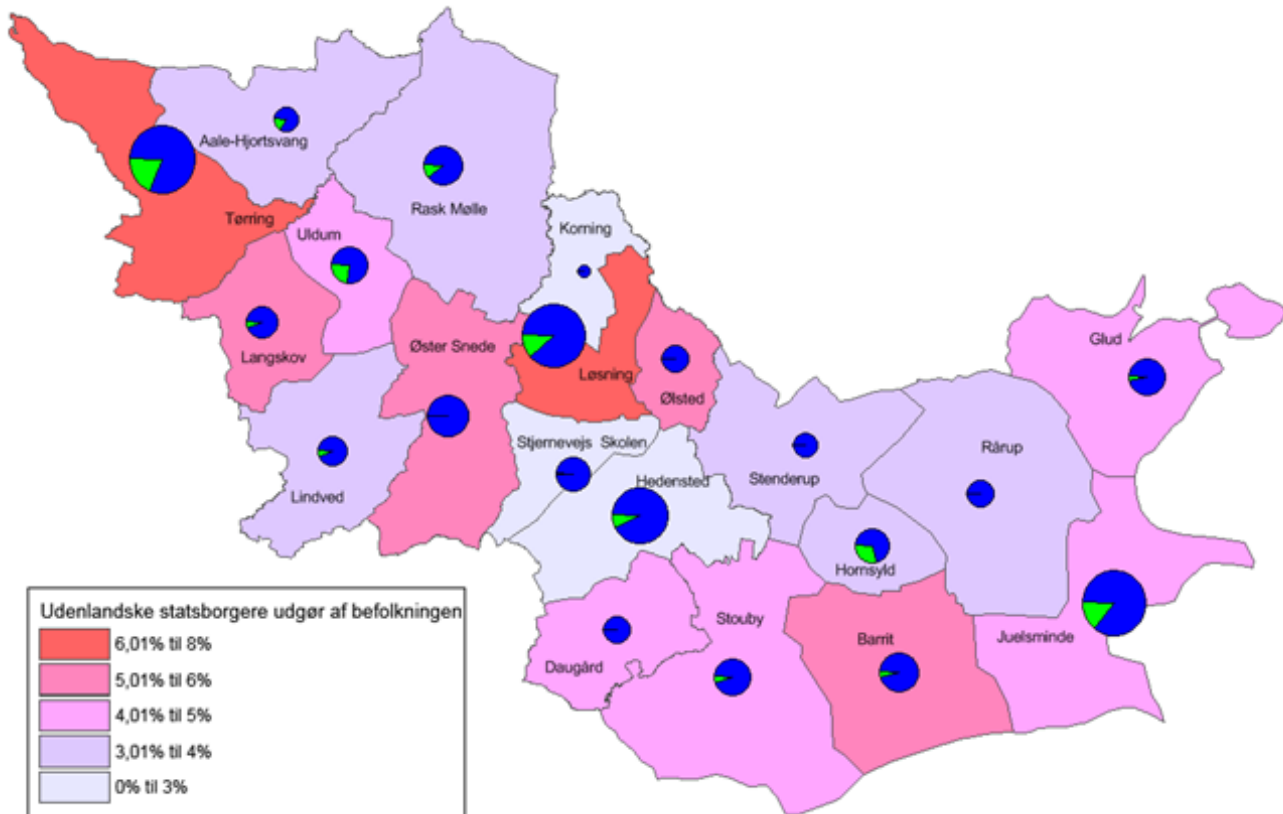 Aale-Hjortsvang
Rask Mølle
Tørring
Uldum
Korning
Langskov
Øster Snede
Løsning
Ølsted
Glud
Lindved
Stjernevejs Skolen
Hedensted
Stenderup
Rårup
Hornsyld
Daugård
Stouby
Barrit
Juelsminde
Udenlandske statsborgere udgør af befolkningen
6,01% til 8%
5,01% til 6%
4,01% til 5%
3,01% til 4%
0% til 3%